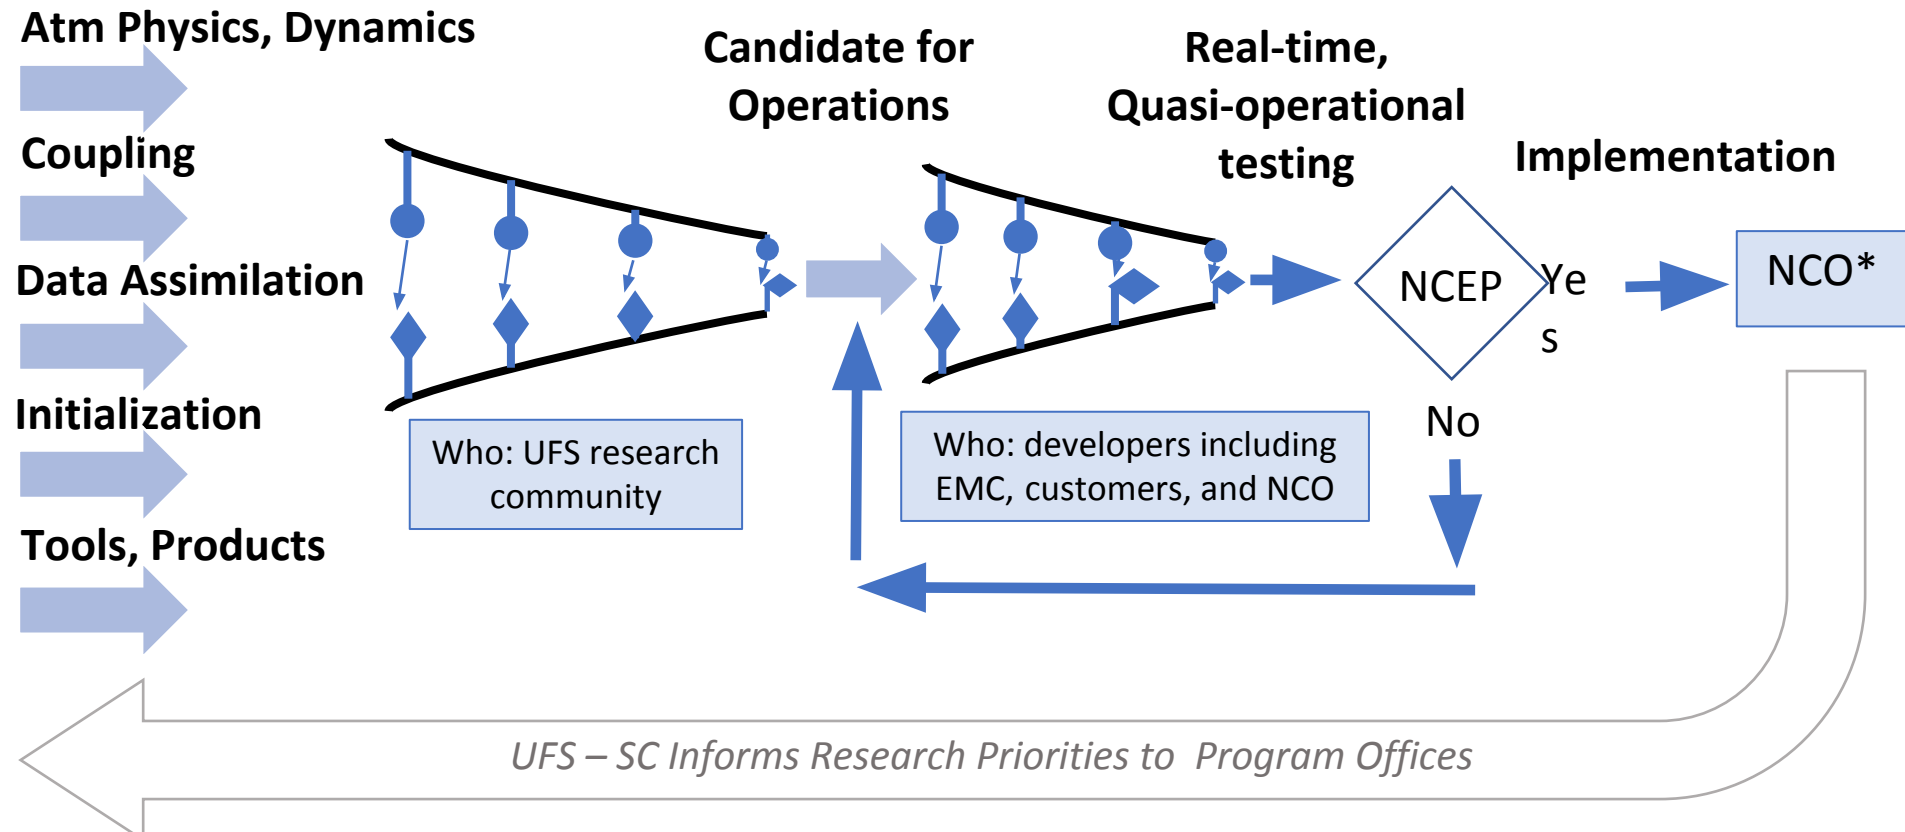 Atm Physics, Dynamics
Coupling
Data Assimilation
Initialization
Tools, Products
Candidate for
Operations
Real-time,
Quasi-operational
testing
Implementation
Who: UFS research
community
Who: developers including
EMC, customers, and NCO
NCEP
Ye
s
No
NCO*
UFS – SC Informs Research Priorities to Program Offices